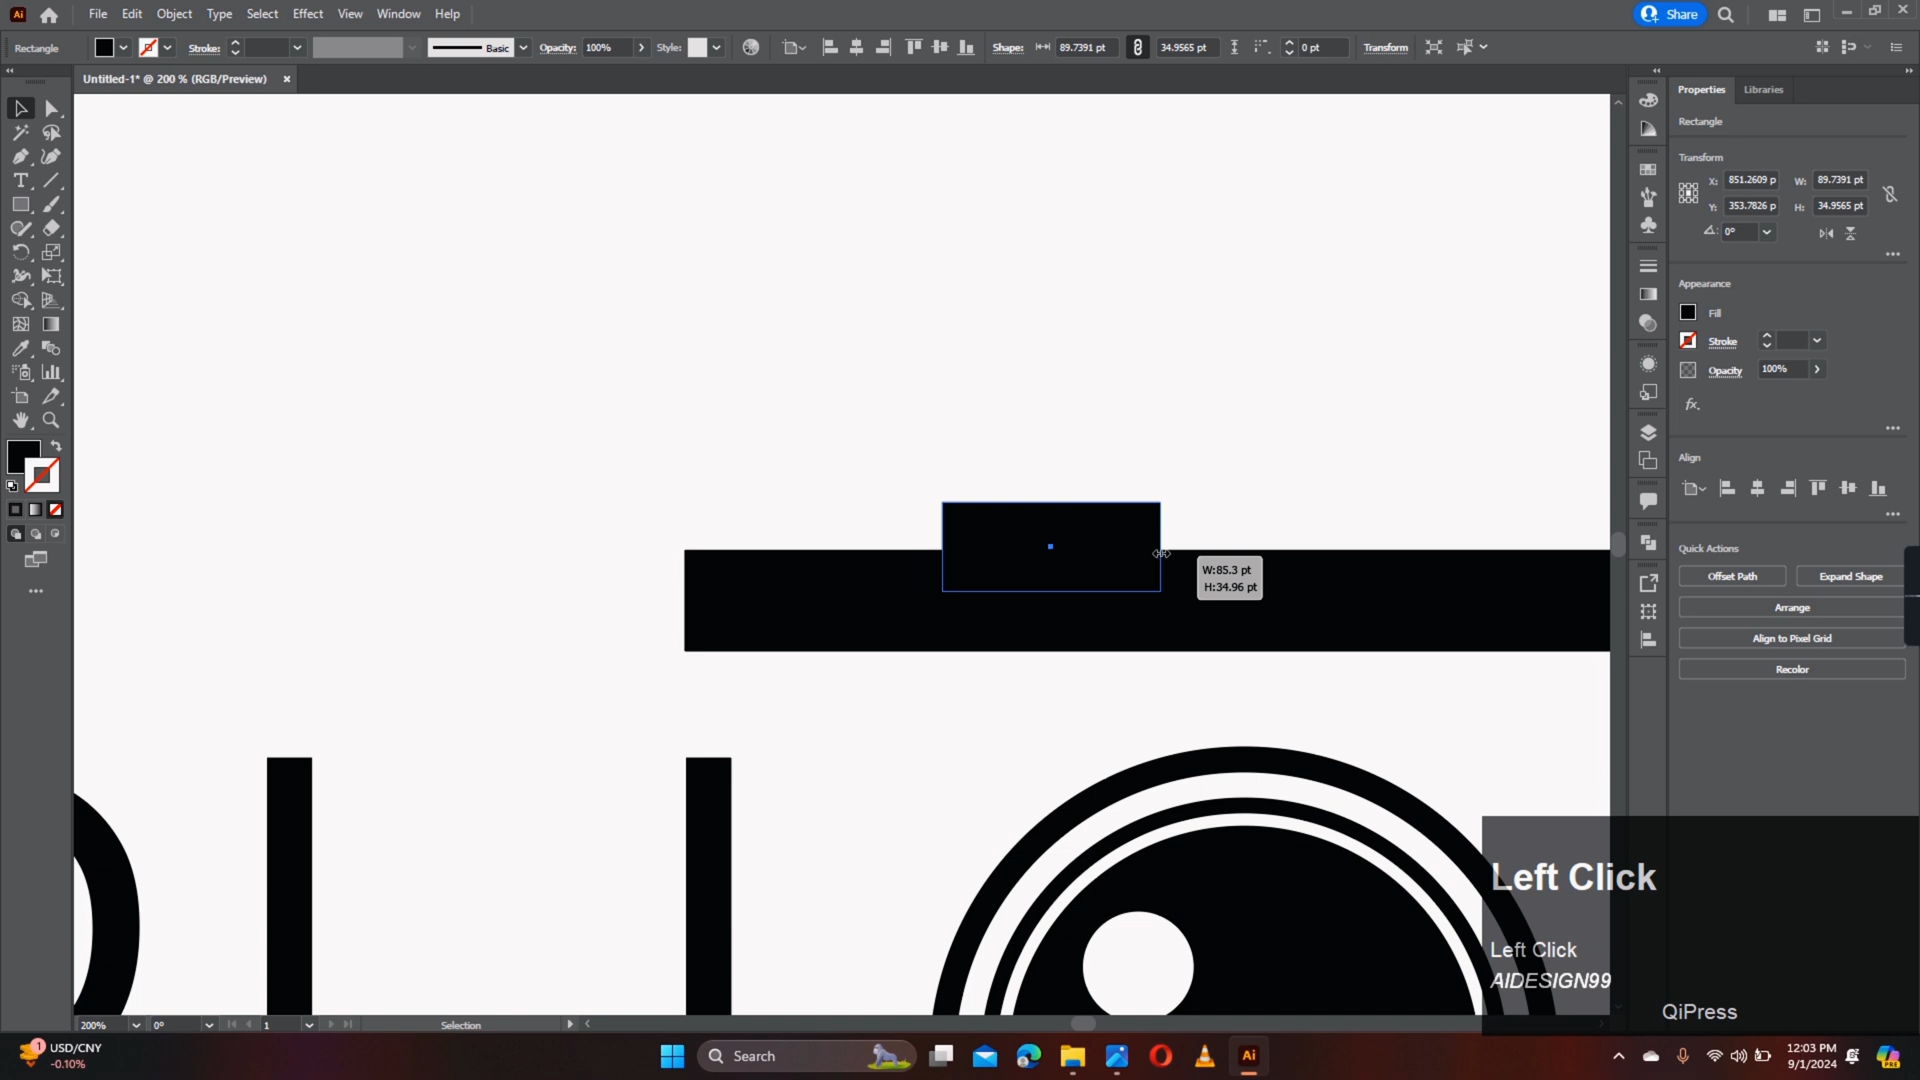 Ai File Edit Object Type Select Effect View Window Help Share
Rectangle Stroke: Basic Opacity: 100% Style: Shape: 89.7391 pt 34.9565 pt 0 pt Transform
Untitled-1* @ 200 % (RGB/Preview) ×
Properties Libraries
Rectangle
Transform
X: 851.2609 p W: 89.7391 pt
Y: 353.7826 p H: 34.9565 pt
0°
Appearance
Fill
Stroke
Opacity 100%
fx.
Align
Quick Actions
Offset Path Expand Shape
Arrange
Align to Pixel Grid
Recolor
W:85.3 pt
H:34.96 pt
Left Click
Left Click
AIDESIGN99
QiPress
200% 0° 1 Selection
1 USD/CNY
-0.10%
Search
Ai
12:03 PM
9/1/2024
PRE